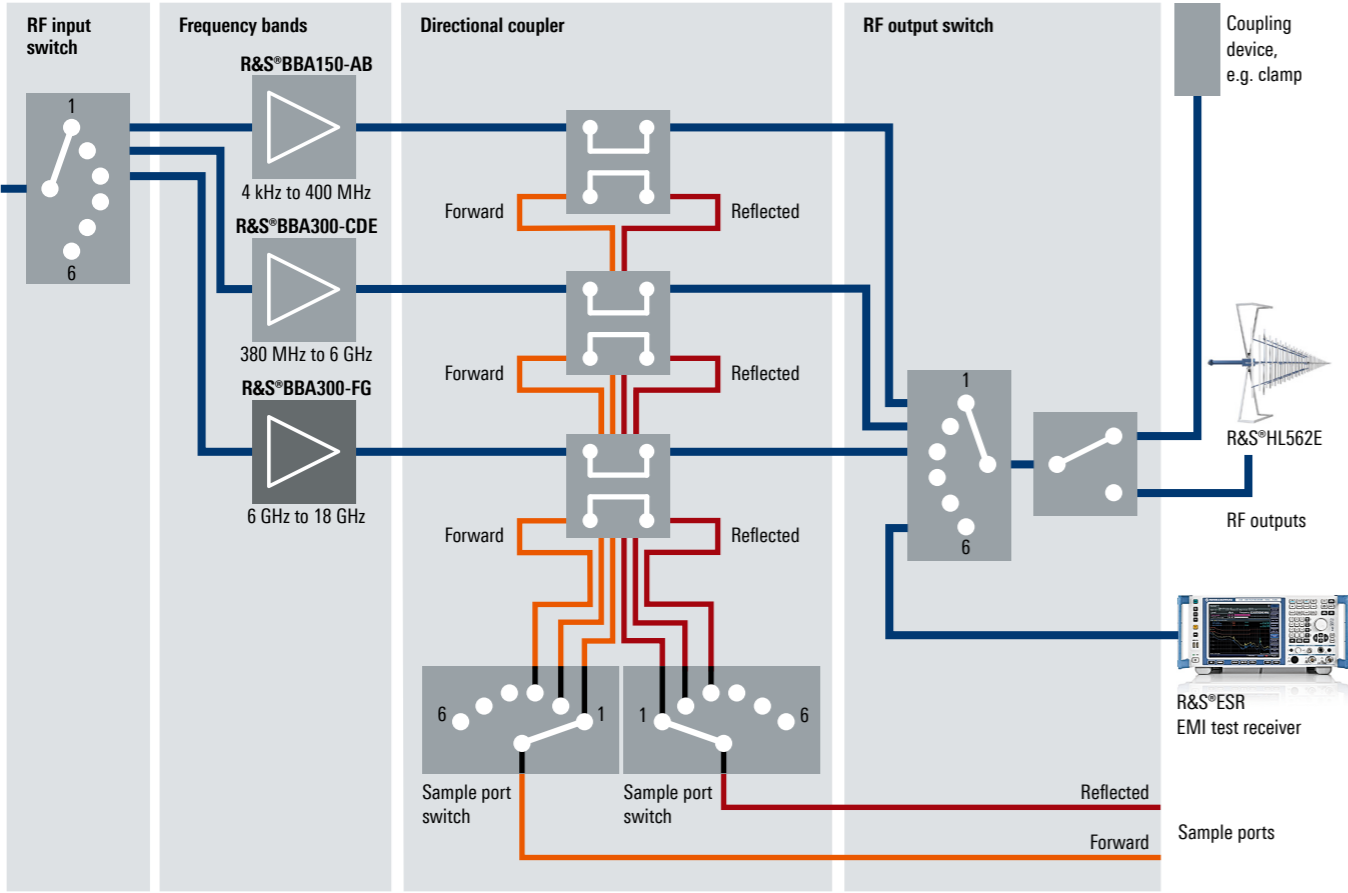 RF input
switch
Frequency bands
Directional coupler
RF output switch
Coupling
device,
e.g. clamp
R&S®BBA150-AB
1
4 kHz to 400 MHz
6
Forward
Reflected
R&S®BBA300-CDE
380 MHz to 6 GHz
Forward
Reflected
R&S®BBA300-FG
6 GHz to 18 GHz
Forward
Reflected
1
6
R&S®HL562E
RF outputs
6
1
1
6
R&S®ESR
EMI test receiver
Sample port
switch
Sample port
switch
Reflected
Forward
Sample ports